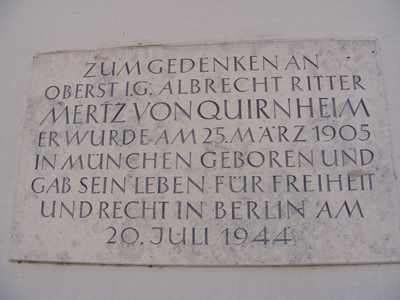 ZUM GEDENKEN AN
OBERST I.G. ALBRECHT RITTER
MERTZ VON QUIRNHEIM
ER WURDE AM 25. MÄRZ 1905
IN MÜNCHEN GEBOREN UND
GAB SEIN LEBEN FÜR FREIHEIT
UND RECHT IN BERLIN AM
20. JULI 1944